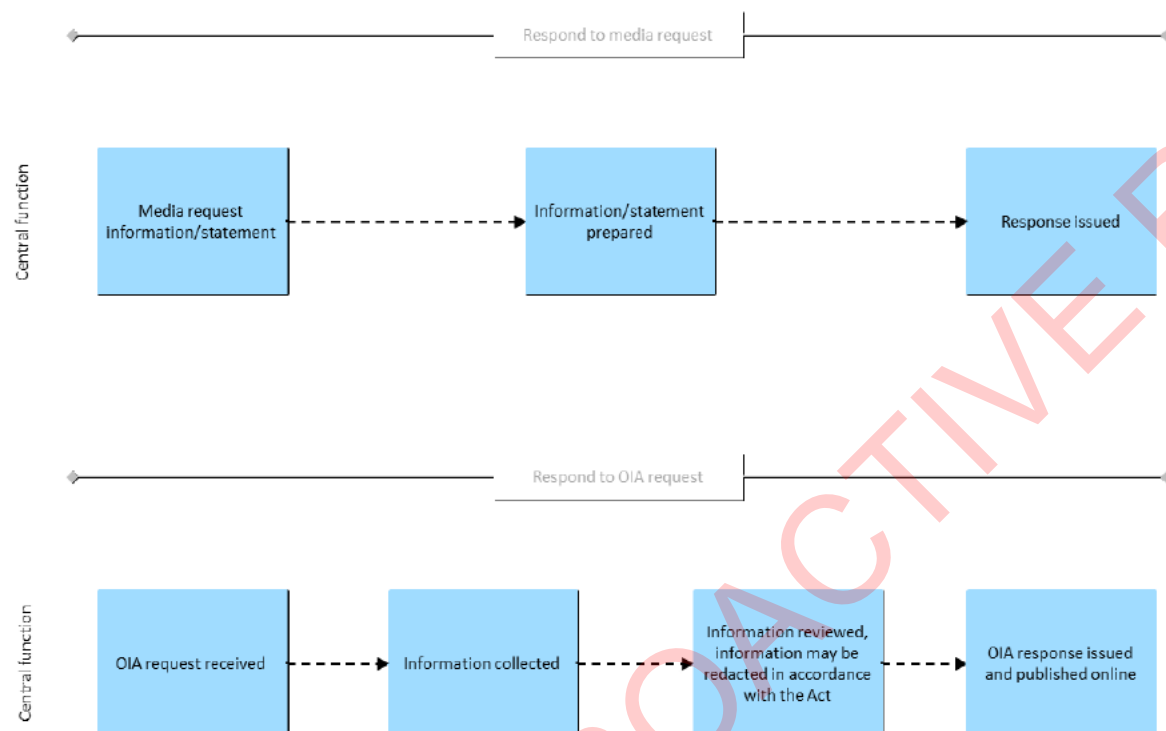 Respond to media request
Central function
Media request
information/statement
Information/statement
prepared
Response issued
Respond to OIA request
Central function
OIA request received
Information collected
Information reviewed,
information may be
redacted in accordance
with the Act
OIA response issued
and published online
OACTIVE